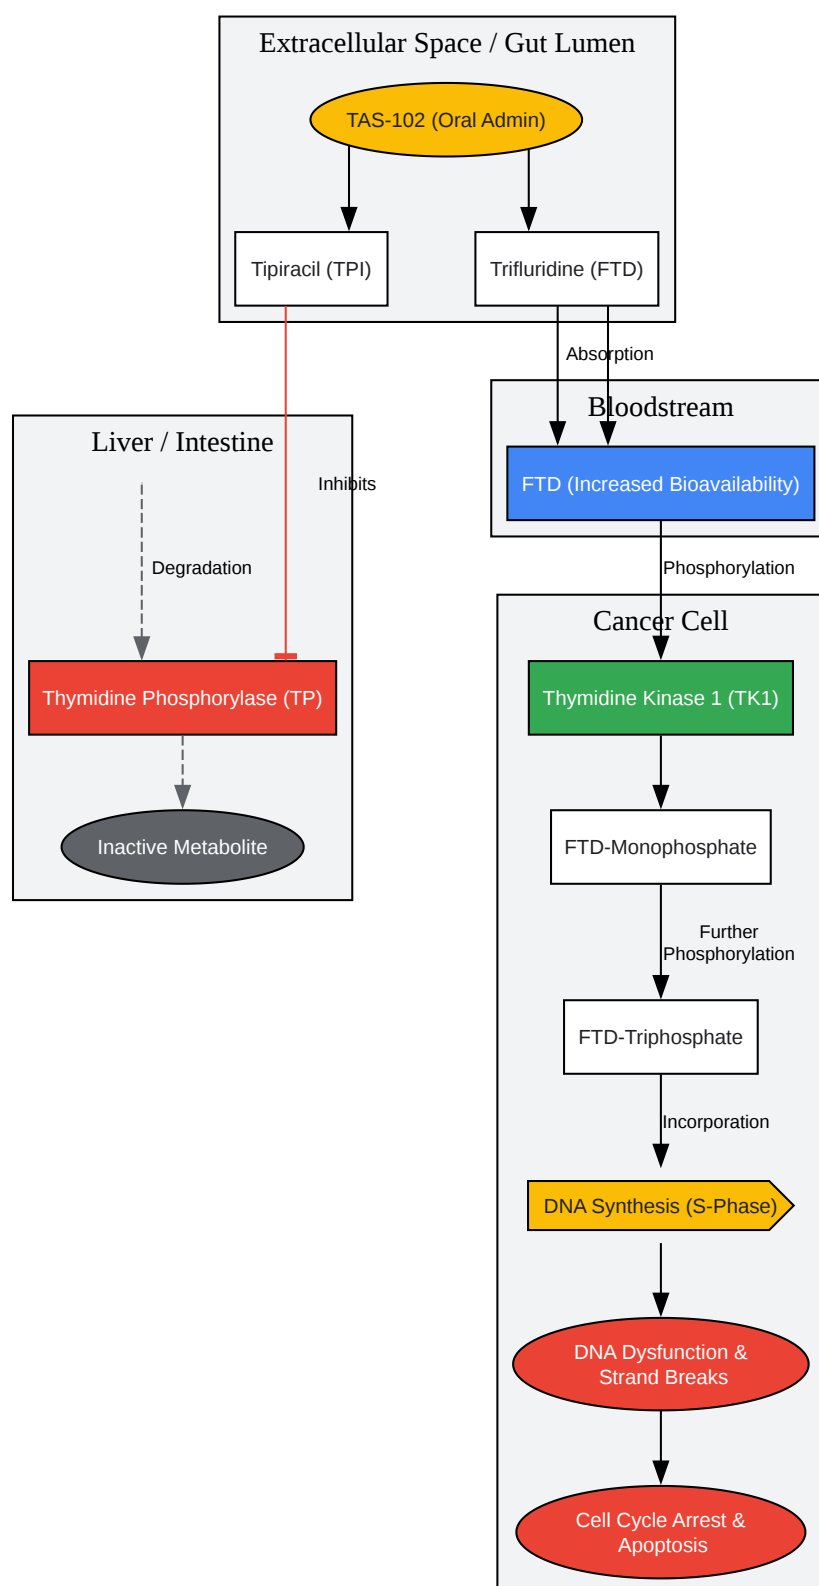 Extracellular Space / Gut Lumen
TAS-102 (Oral Admin)
Tipiracil (TPI)
Trifluridine (FTD)
Absorption
Bloodstream
Liver / Intestine
Inhibits
FTD (Increased Bioavailability)
Degradation
Phosphorylation
Cancer Cell
Thymidine Phosphorylase (TP)
Thymidine Kinase 1 (TK1)
Inactive Metabolite
FTD-Monophosphate
Further
Phosphorylation
FTD-Triphosphate
Incorporation
DNA Synthesis (S-Phase)
DNA Dysfunction &
Strand Breaks
Cell Cycle Arrest &
Apoptosis